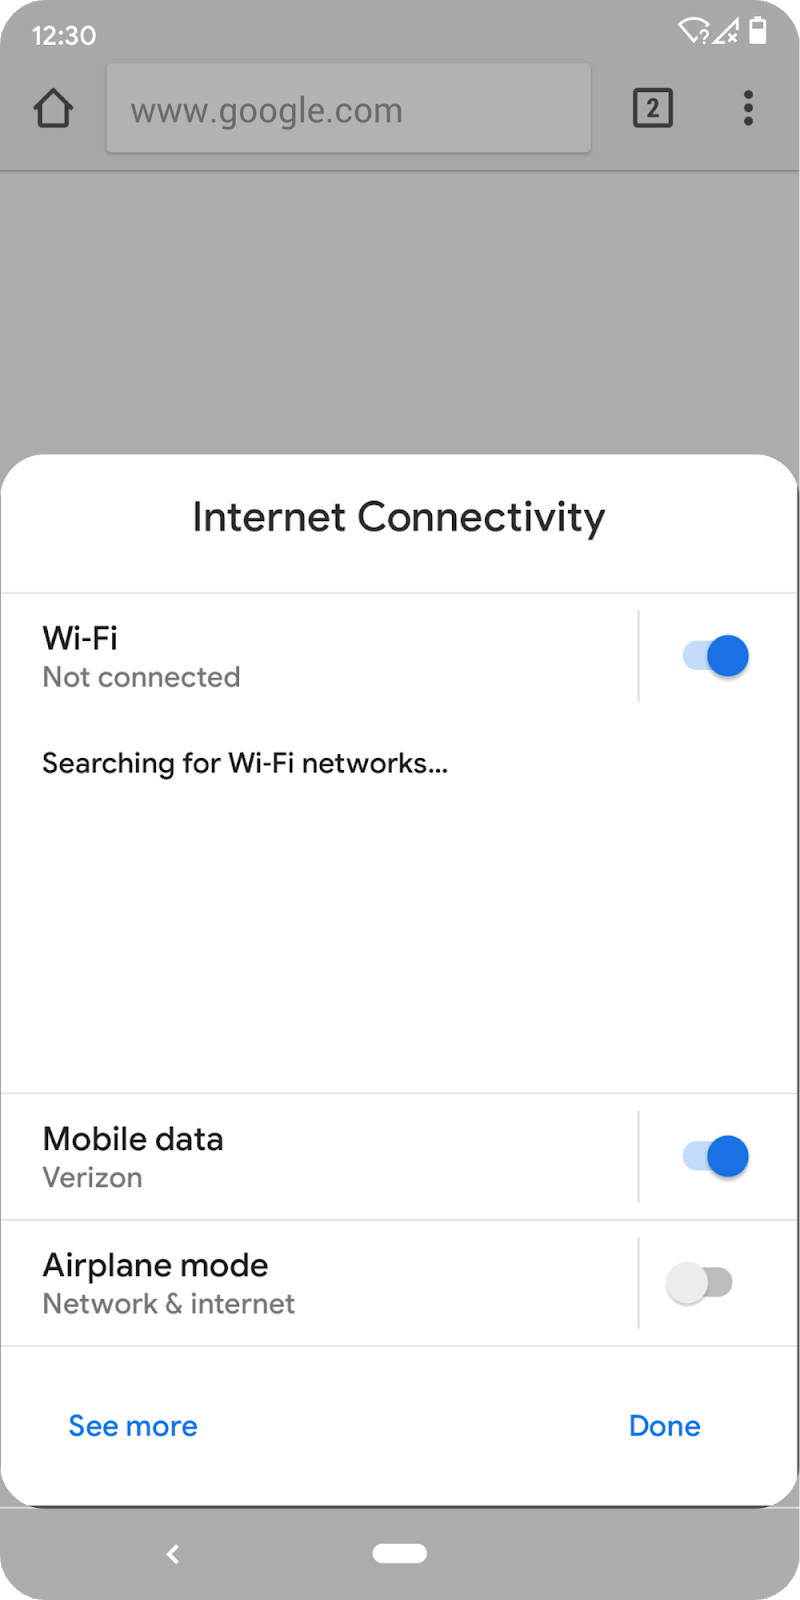 12:30
www.google.com
2
Internet Connectivity
Wi-Fi
Not connected
Searching for Wi-Fi networks...
Mobile data
Verizon
Airplane mode
Network & internet
See more
Done